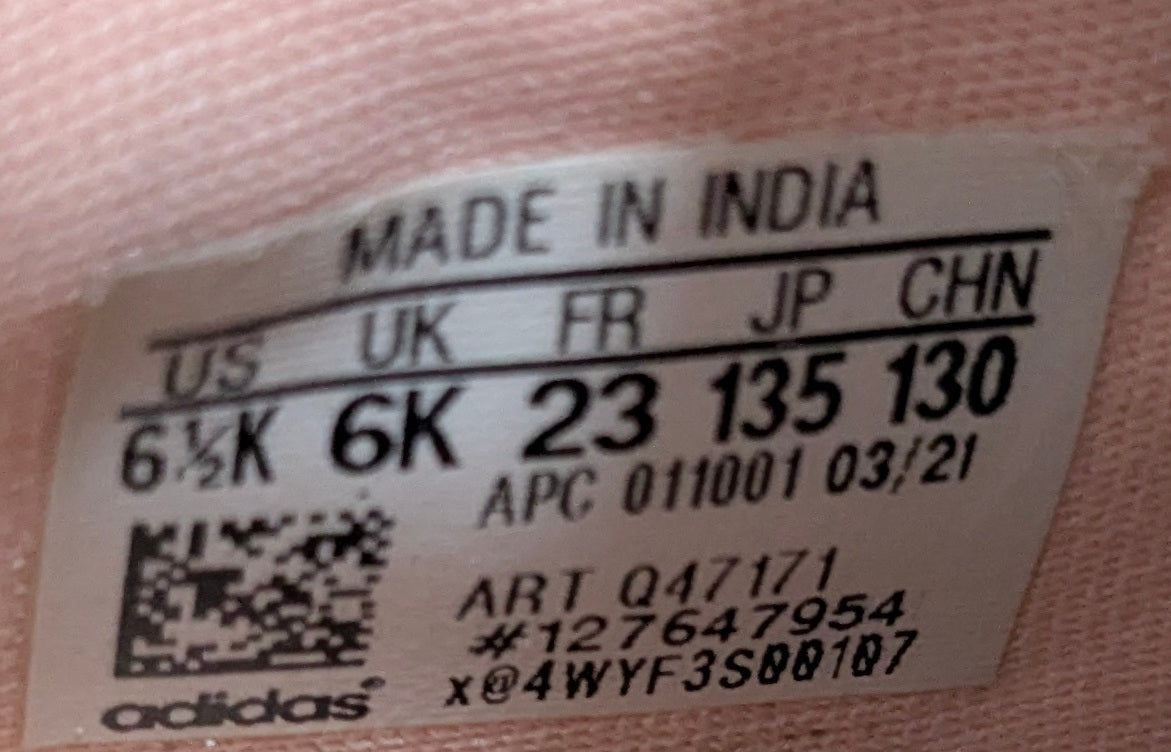 MADE IN INDIA
US UK FR JP CHN
6½K 6K 23 135 130
APC 011001 03/21
ART Q47171
#127647954
x@4WYF3S00107
adidas®